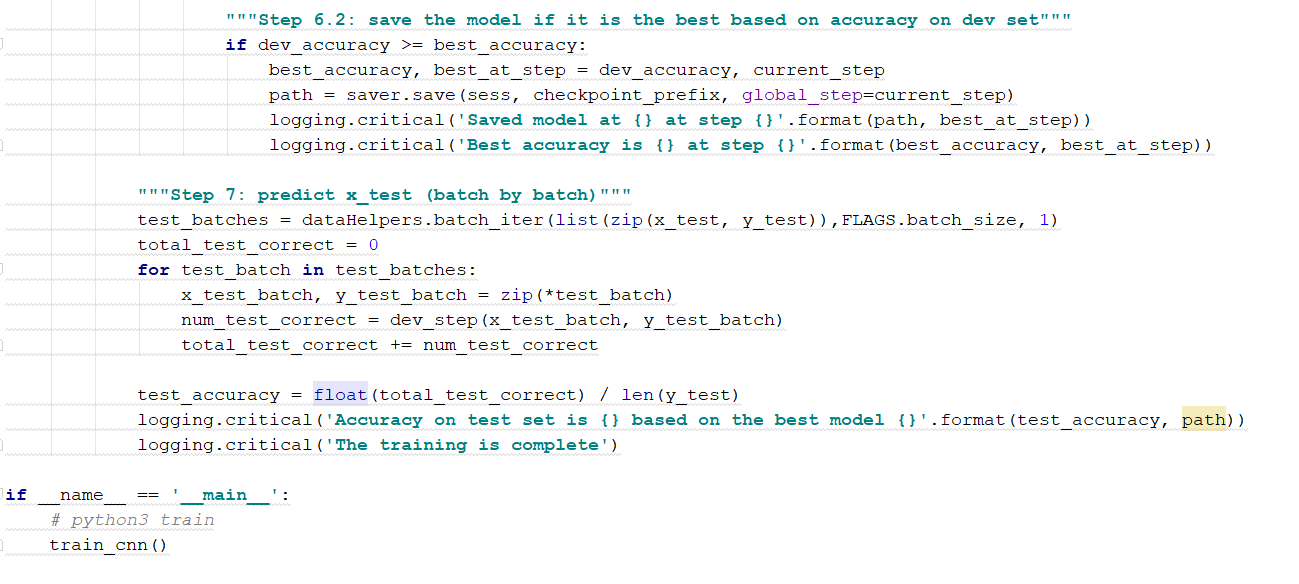 """Step 6.2: save the model if it is the best based on accuracy on dev set"""
if dev_accuracy >= best_accuracy:
best_accuracy, best_at_step = dev_accuracy, current_step
path = saver.save(sess, checkpoint_prefix, global_step=current_step)
logging.critical('Saved model at {} at step {}'.format(path, best_at_step))
logging.critical('Best accuracy is {} at step {}'.format(best_accuracy, best_at_step))
"""Step 7: predict x_test (batch by batch)"""
test_batches = dataHelpers.batch_iter(list(zip(x_test, y_test)),FLAGS.batch_size, 1)
total_test_correct = 0
for test_batch in test_batches:
x_test_batch, y_test_batch = zip(*test_batch)
num_test_correct = dev_step(x_test_batch, y_test_batch)
total_test_correct += num_test_correct
test_accuracy = float(total_test_correct) / len(y_test)
logging.critical('Accuracy on test set is {} based on the best model {}'.format(test_accuracy, path))
logging.critical('The training is complete')
if __name__ == '__main__':
# python3 train
train_cnn()